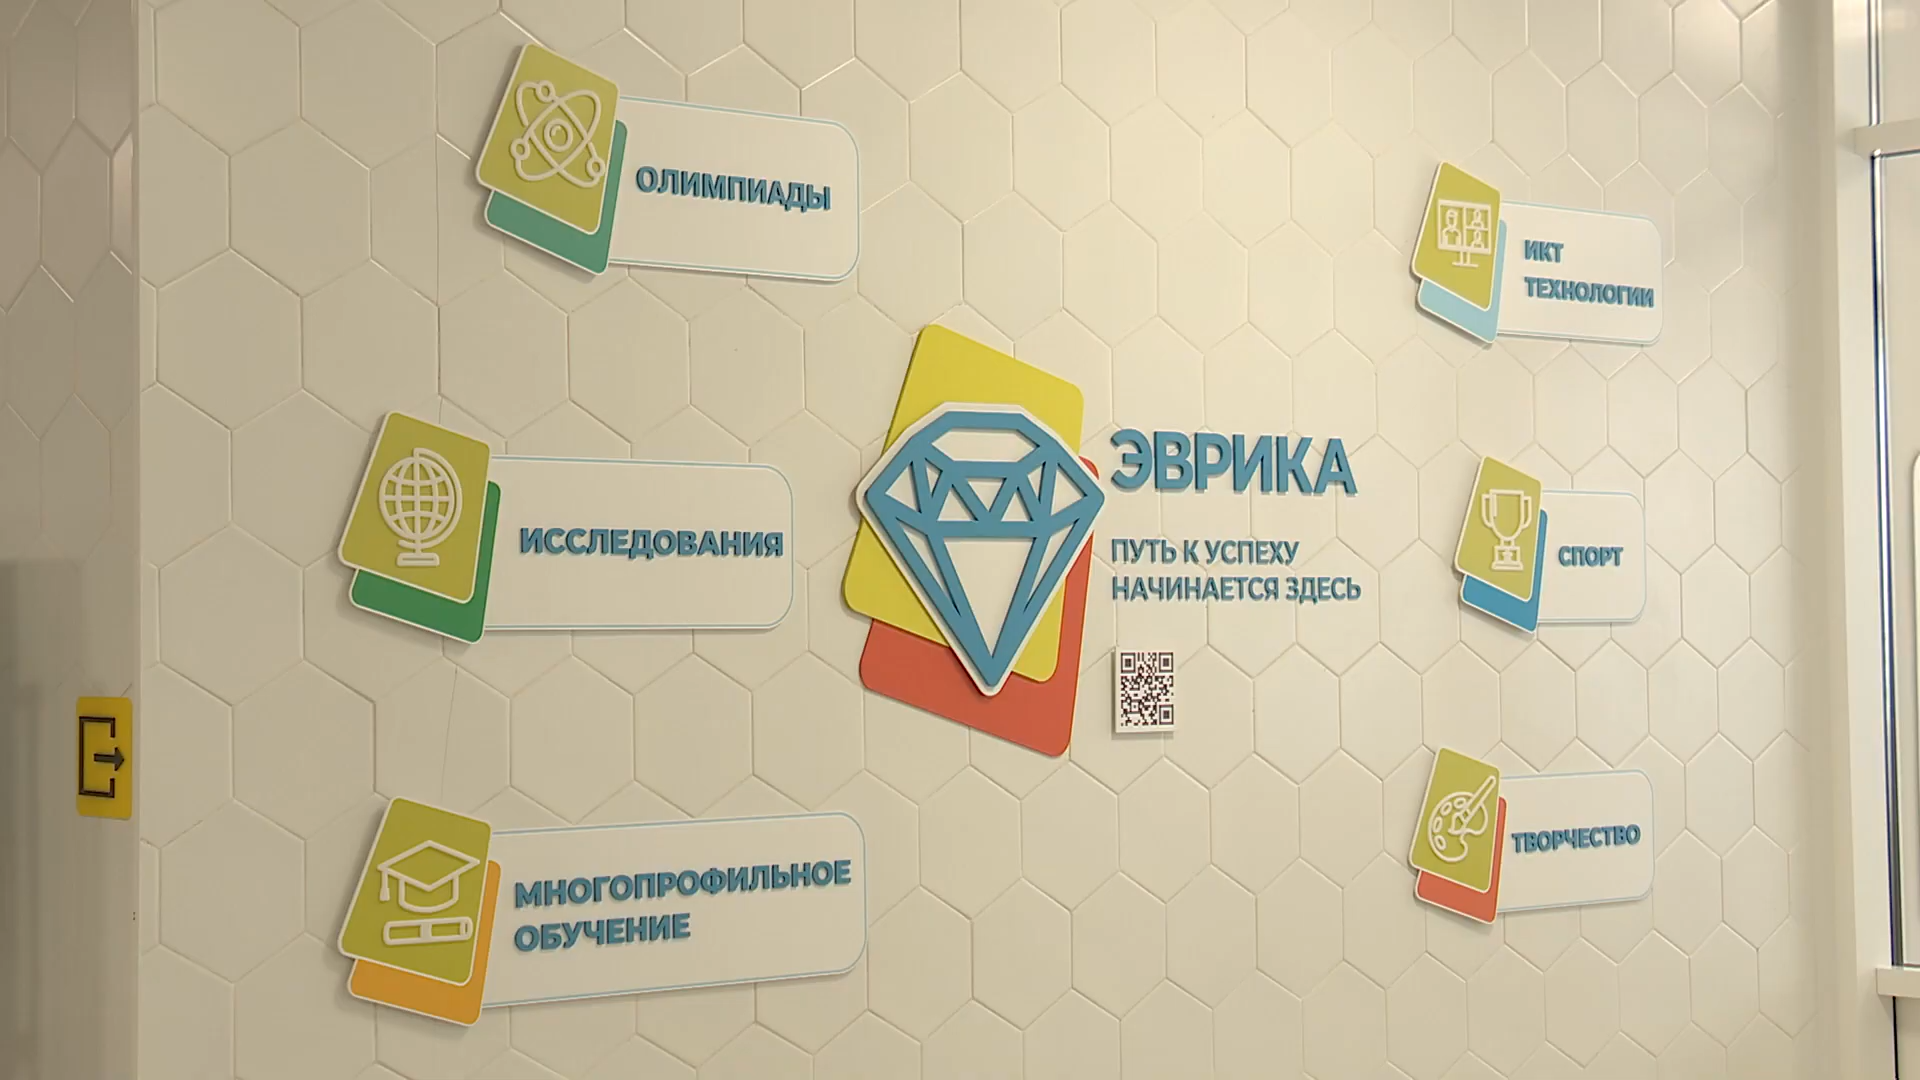 ОЛИМПИАДЫ
ИССЛЕДОВАНИЯ
МНОГОПРОФИЛЬНОЕ
ОБУЧЕНИЕ
ЭВРИКА
ПУТЬ К УСПЕХУ
НАЧИНАЕТСЯ ЗДЕСЬ
ИКТ
ТЕХНОЛОГИИ
СПОРТ
ТВОРЧЕСТВО